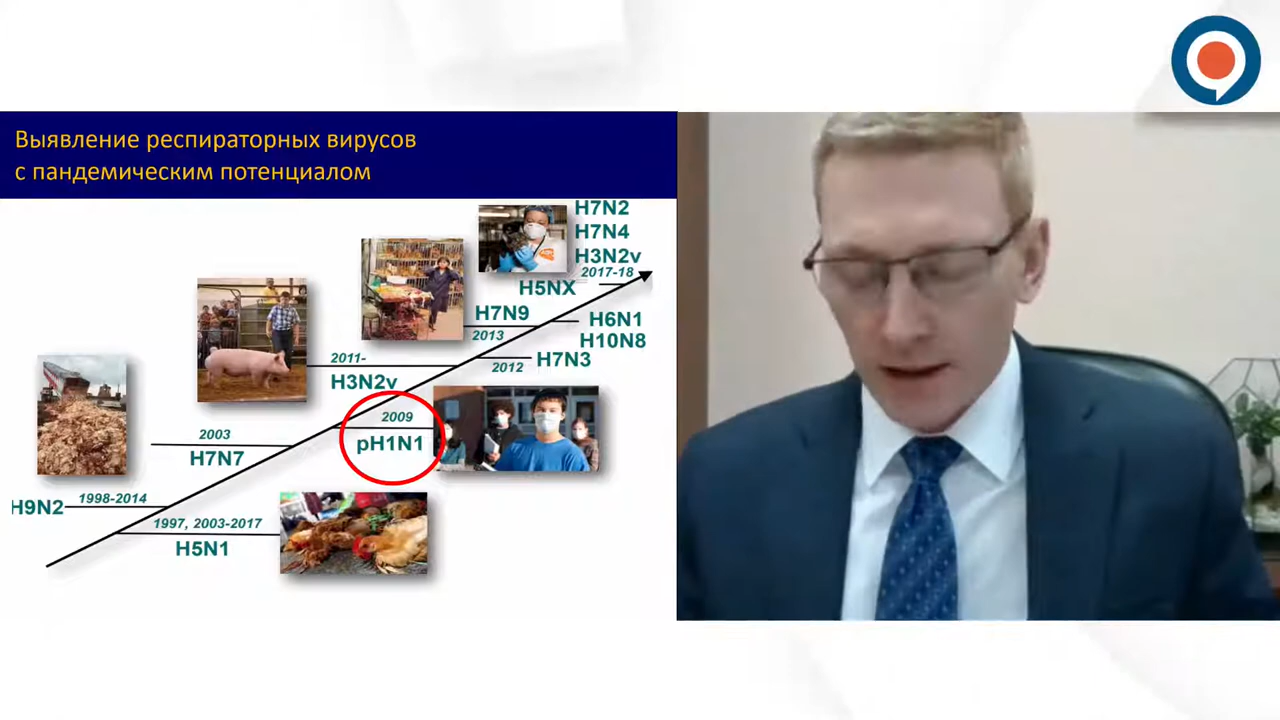 Выявление респираторных вирусов
с пандемическим потенциалом
H7N2
H7N4
H3N2v
2017-18
H5NX
H7N9
2013
H6N1
H10N8
2012
H7N3
2011-
H3N2v
2009
pH1N1
2003
H7N7
H9N2
1998-2014
1997, 2003-2017
H5N1